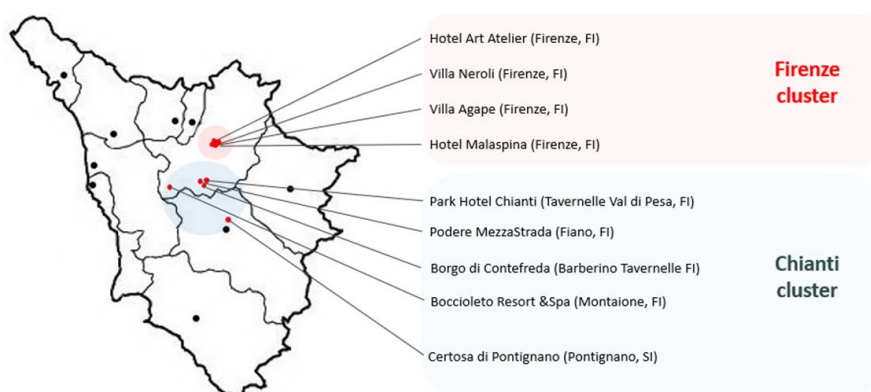 Hotel Art Atelier (Firenze, FI)
Villa Neroli (Firenze, FI)
Villa Agape (Firenze, FI)
Hotel Malaspina (Firenze, FI)
Firenze
cluster
Park Hotel Chianti (Tavernelle Val di Pesa, FI)
Podere MezzaStrada (Fiano, FI)
Borgo di Contefreda (Barberino Tavernelle FI)
Boccioleto Resort &Spa (Montaione, FI)
Certosa di Pontignano (Pontignano, SI)
Chianti
cluster